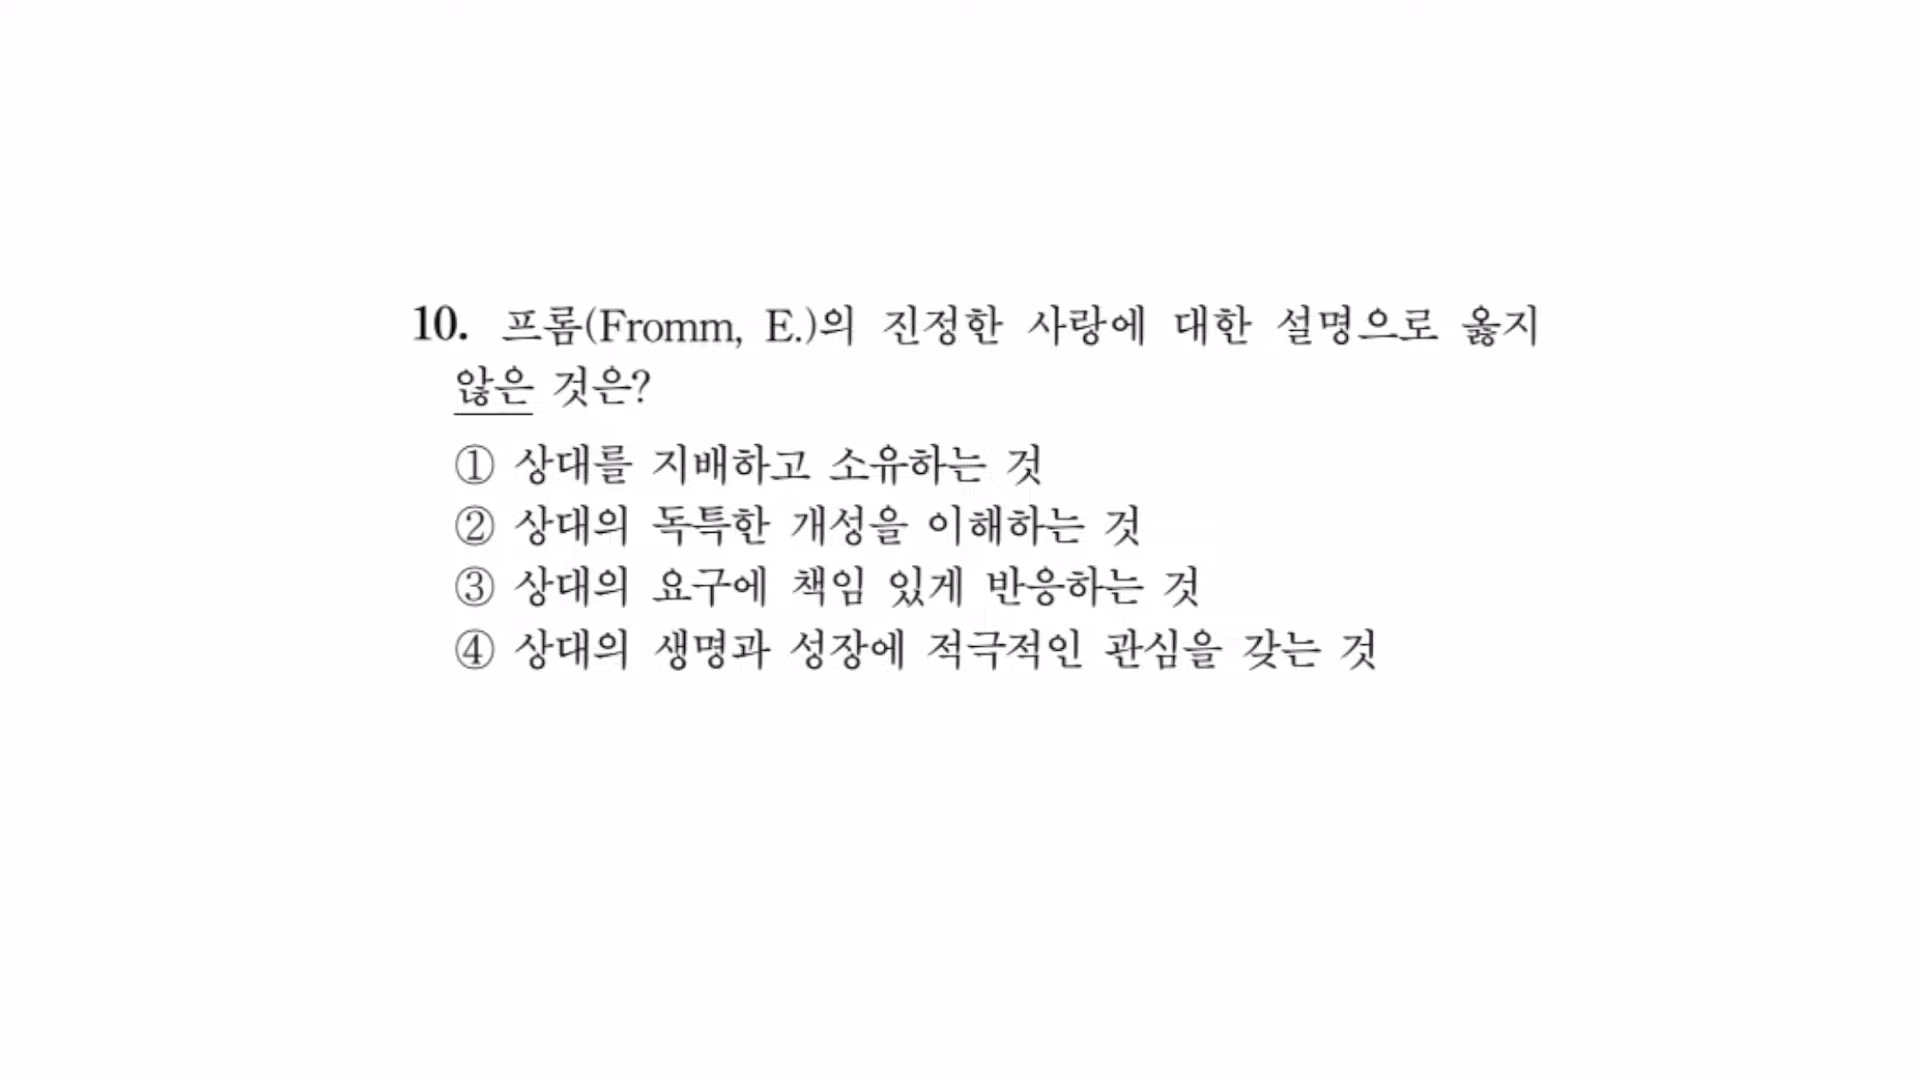 10. 프롬(Fromm, E.)의 진정한 사랑에 대한 설명으로 옳지
않은 것은?
① 상대를 지배하고 소유하는 것
② 상대의 독특한 개성을 이해하는 것
③ 상대의 요구에 책임 있게 반응하는 것
④ 상대의 생명과 성장에 적극적인 관심을 갖는 것